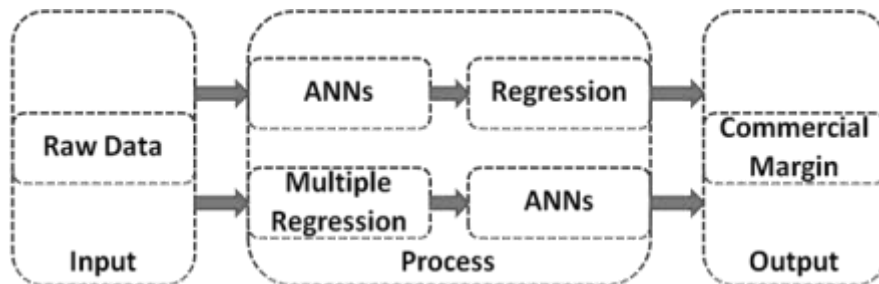 ANNs
Regression
Raw Data
Commercial
Margin
Multiple
Regression
ANNs
Input
Process
Output